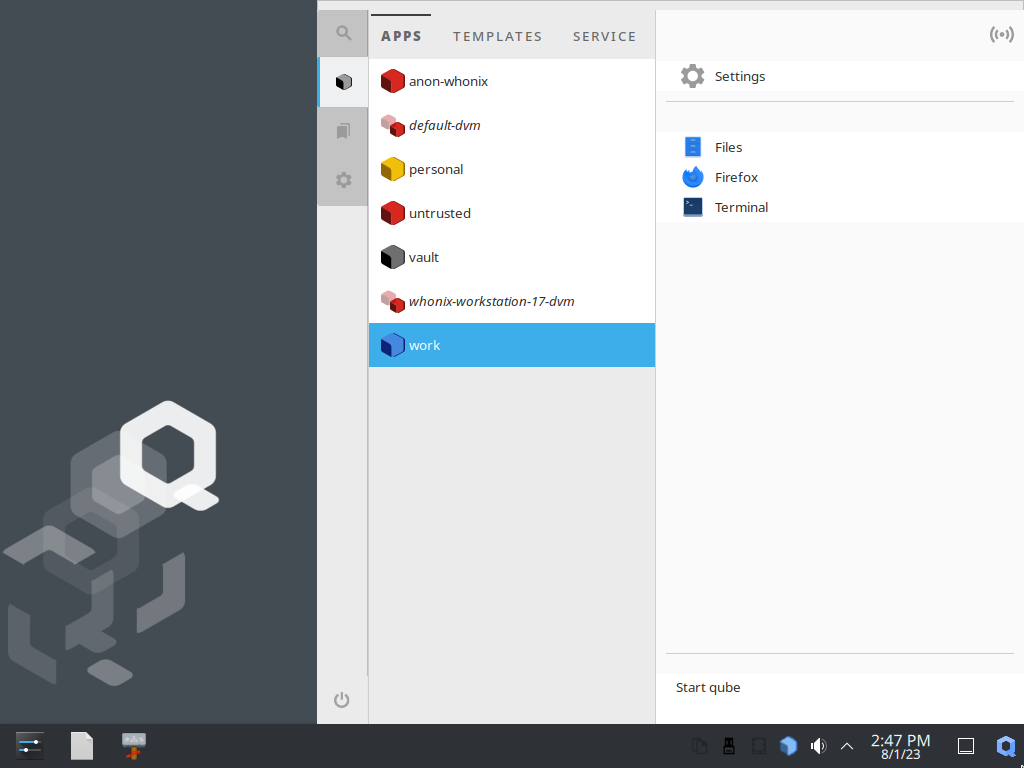 APPS TEMPLATES SERVICE
anon-whonix
default-dvm
personal
untrusted
vault
whonix-workstation-17-dvm
work
Settings
Files
Firefox
Terminal
Start qube
2:47 PM
8/1/23